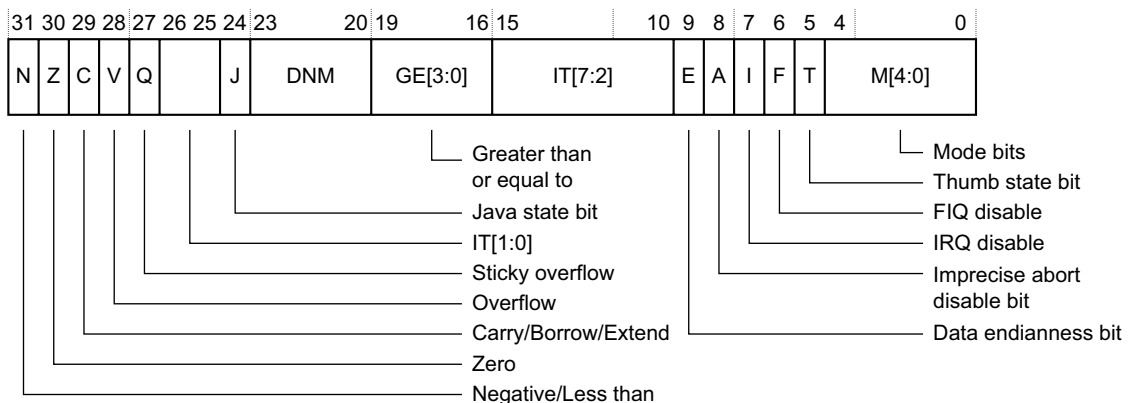 31 30 29 28 27 26 25 24 23 20 19 16 15 10 9 8 7 6 5 4 0
N Z C V Q J DNM GE[3:0] IT[7:2] E A I F T M[4:0]
Greater than
or equal to
Java state bit
IT[1:0]
Sticky overflow
Overflow
Carry/Borrow/Extend
Zero
Negative/Less than
Mode bits
Thumb state bit
FIQ disable
IRQ disable
Imprecise abort
disable bit
Data endianness bit